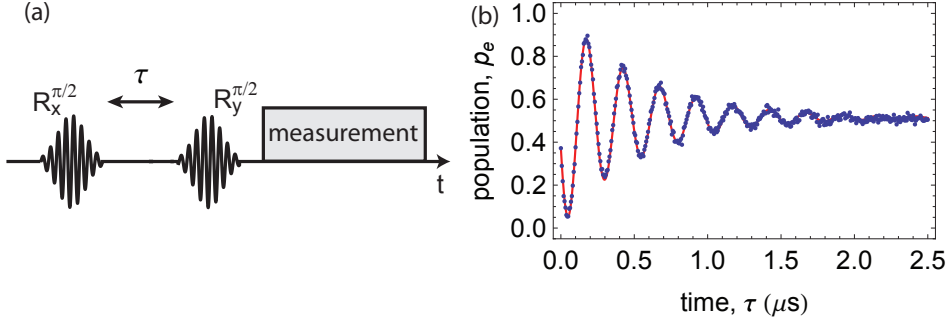 (a)
R_x^{π/2}
τ
R_y^{π/2}
measurement
t
(b)
population, p_e
1.0
0.8
0.6
0.4
0.2
0.0
0.0 0.5 1.0 1.5 2.0 2.5
time, τ (μs)